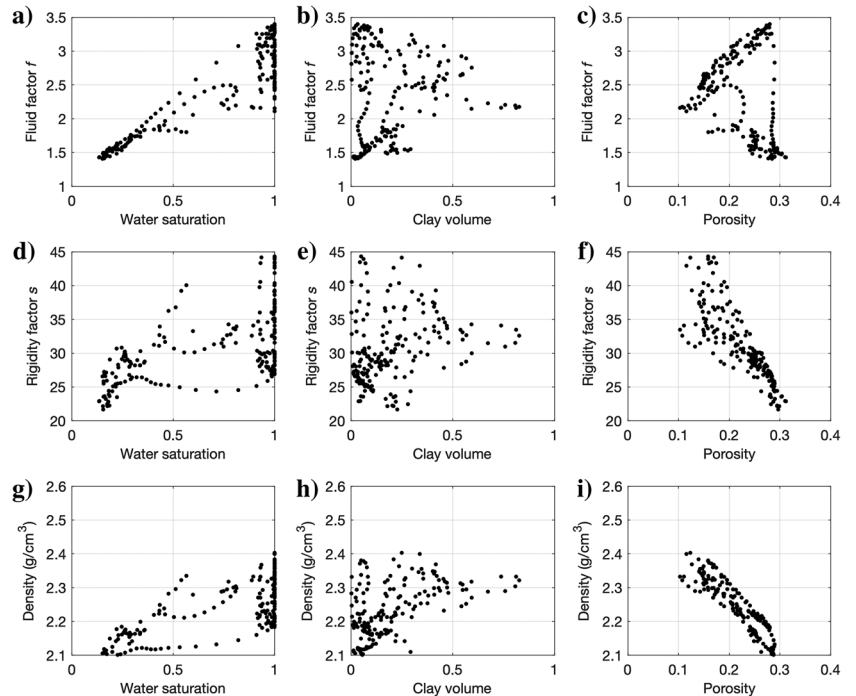 a) b) c)
3.5 3.5 3.5
3 3 3
2.5 2.5 2.5
2 2 2
1.5 1.5 1.5
1 1 1
0 0.5 1 0 0.5 1 0 0.1 0.2 0.3 0.4
Fluid factor f Fluid factor f Fluid factor f
Water saturation Clay volume Porosity
d) e) f)
45 45 45
40 40 40
35 35 35
30 30 30
25 25 25
20 20 20
0 0.5 1 0 0.5 1 0 0.1 0.2 0.3 0.4
Rigidity factor s Rigidity factor s Rigidity factor s
Water saturation Clay volume Porosity
g) h) i)
2.6 2.6 2.6
2.5 2.5 2.5
2.4 2.4 2.4
2.3 2.3 2.3
2.2 2.2 2.2
2.1 2.1 2.1
0 0.5 1 0 0.5 1 0 0.1 0.2 0.3 0.4
Density (g/cm³) Density (g/cm³) Density (g/cm³)
Water saturation Clay volume Porosity